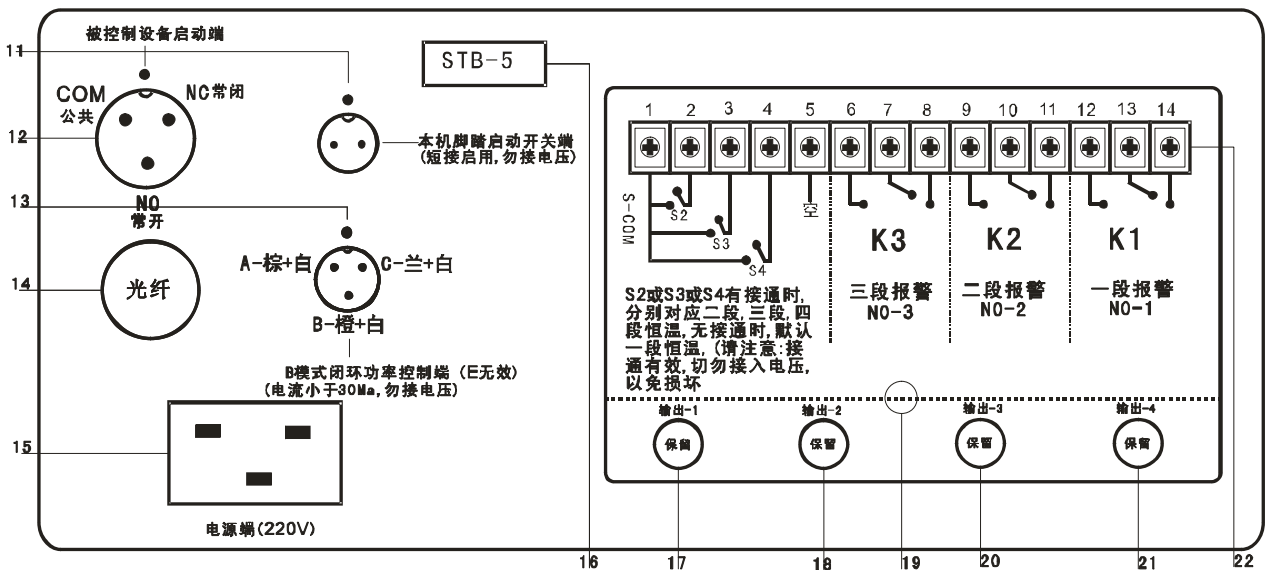 被控制设备启动端
11
STB-5
COM
公共
NC常闭
12
本机脚踏启动开关端
(短接启用,勿接电压)
NO
常开
13
A-棕+白
C-兰+白
B-橙+白
14
光纤
B模式闭环功率控制端 (E无效)
(电流小于30Ma,勿接电压)
15
电源端(220V)
1 2 3 4 5 6 7 8 9 10 11 12 13 14
S-COM
S2
S3
S4
空
K3
K2
K1
三段报警
NO-3
二段报警
NO-2
一段报警
NO-1
S2或S3或S4有接通时,
分别对应二段,三段,四
段恒温,无接通时,默认
一段恒温,(请注意:接
通有效,切勿接入电压,
以免损坏
输出-1
保留
输出-2
保留
输出-3
保留
输出-4
保留
16
17
18
19
20
21
22